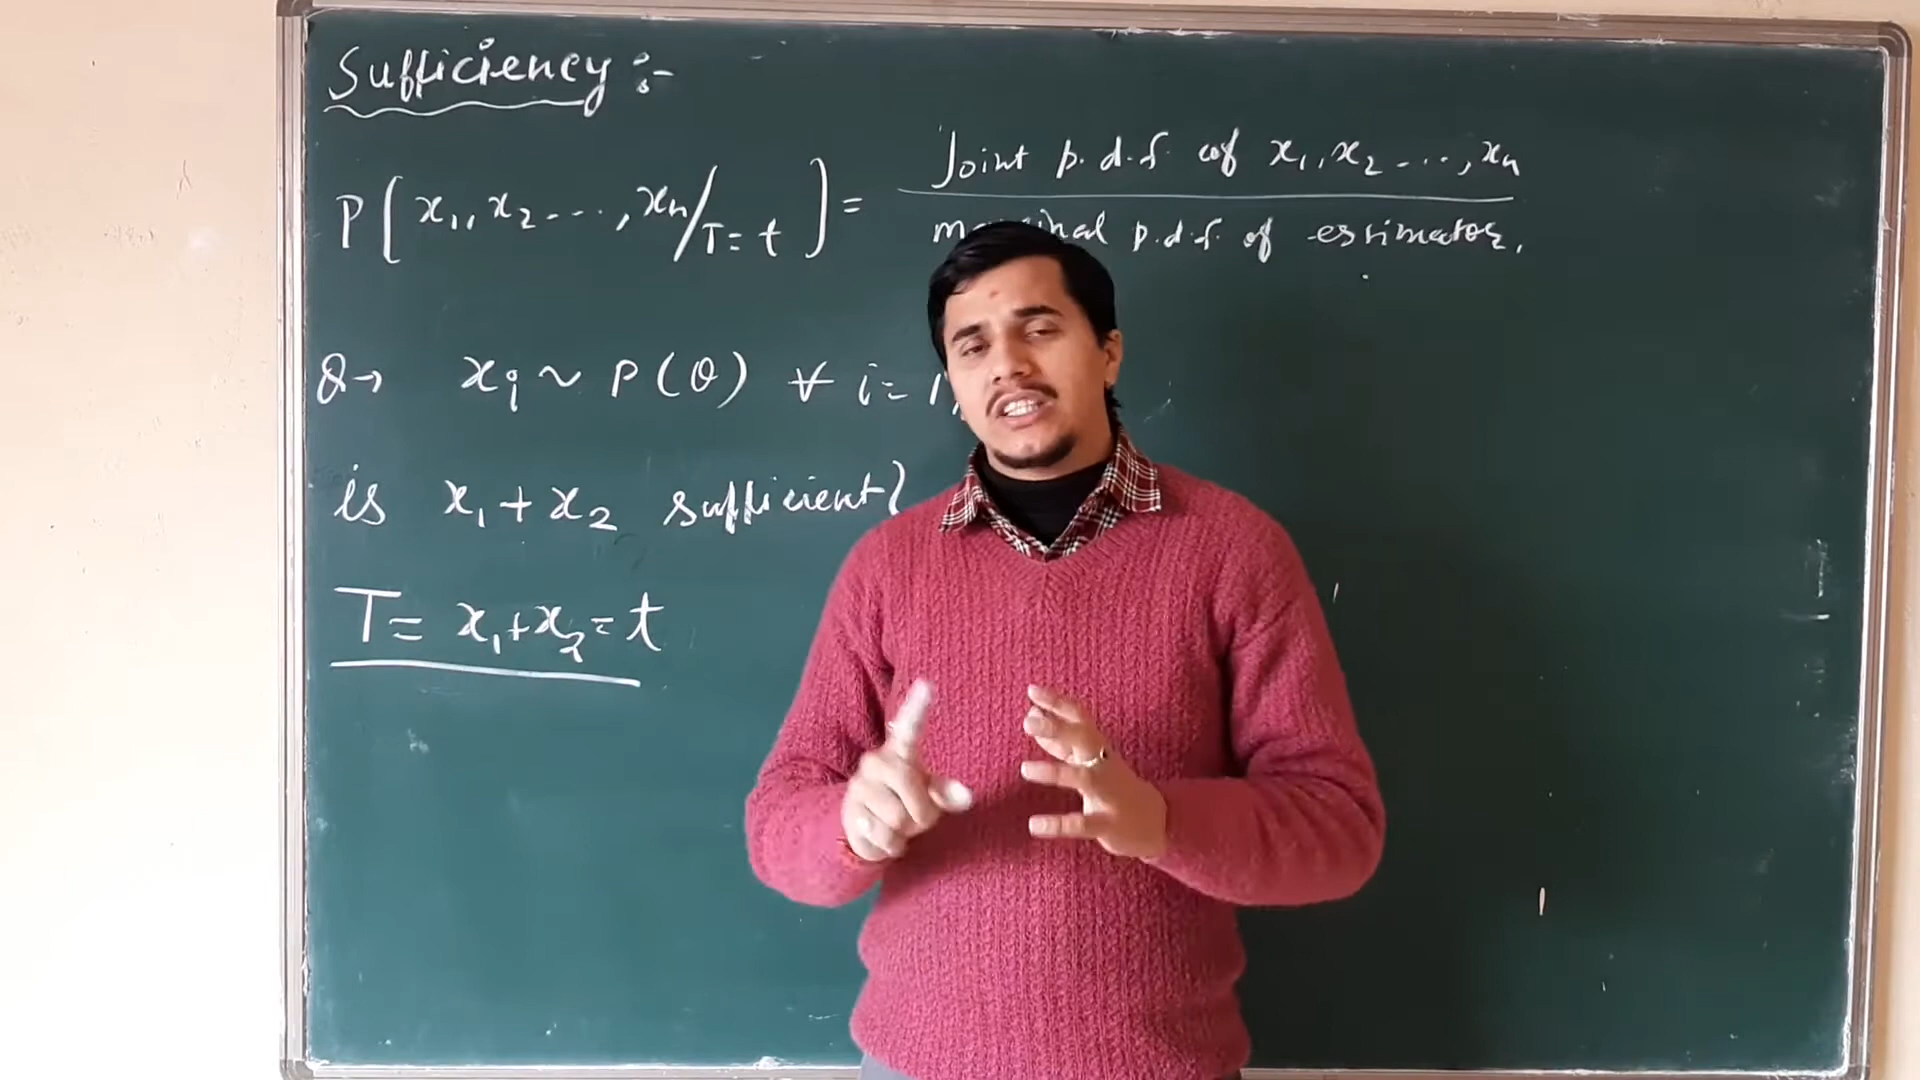 Sufficiency :-
Joint p.d.f of x₁, x₂ ..., xₙ
P[x₁, x₂ ..., xₙ/T=t] =
p.d.f. of estimator.
Q→ xᵢ ~ P(θ) ∀ i = 1,
is x₁ + x₂ sufficient?
T = x₁ + x₂ = t